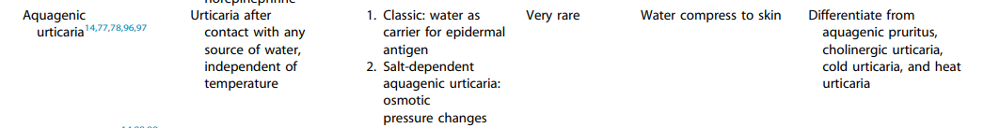 norepinephrine
Aquagenic
urticaria14,77,78,96,97
Urticaria after
contact with any
source of water,
independent of
temperature
1. Classic: water as
carrier for epidermal
antigen
2. Salt-dependent
aquagenic urticaria:
osmotic
pressure changes
Very rare
Water compress to skin
Differentiate from
aquagenic pruritus,
cholinergic urticaria,
cold urticaria, and heat
urticaria